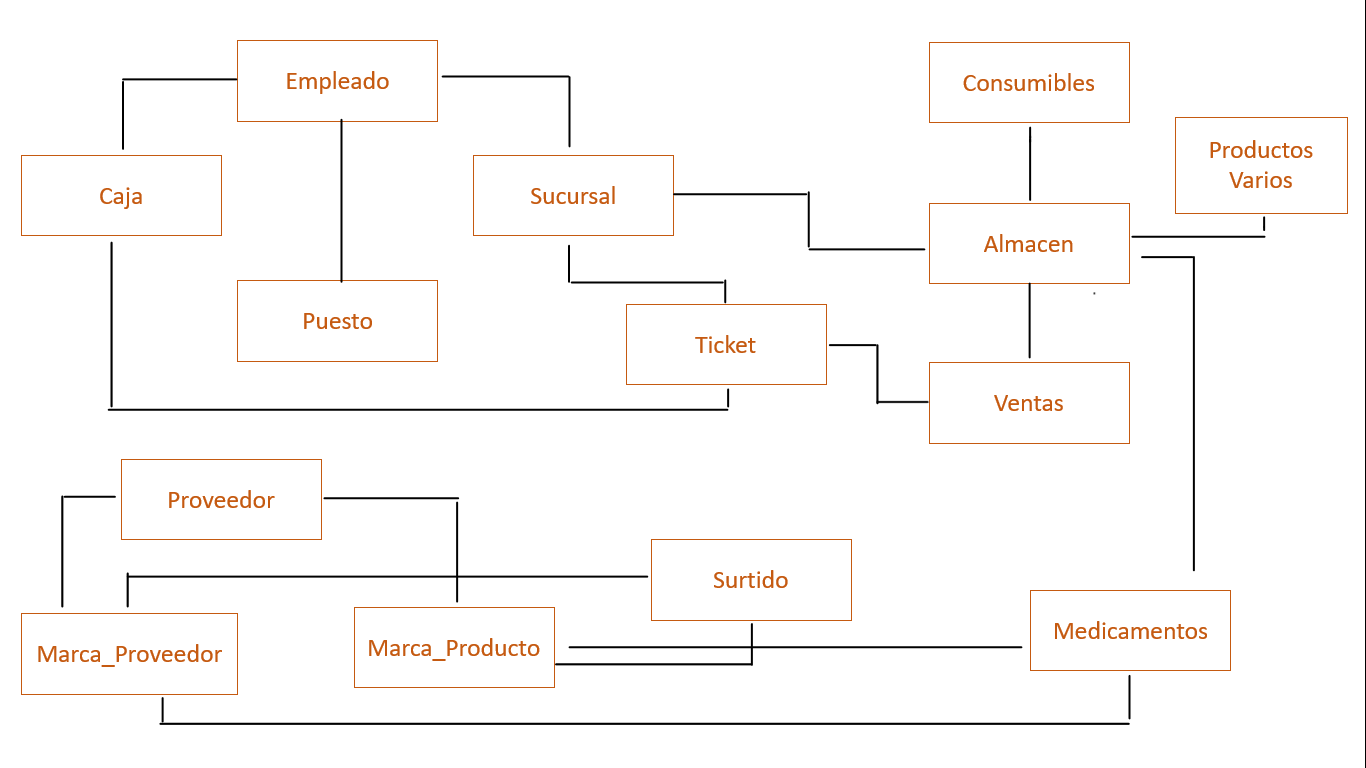 Empleado
Consumibles
Productos
Varios
Caja
Sucursal
Almacen
Puesto
Ticket
Ventas
Proveedor
Surtido
Marca_Proveedor
Marca_Producto
Medicamentos